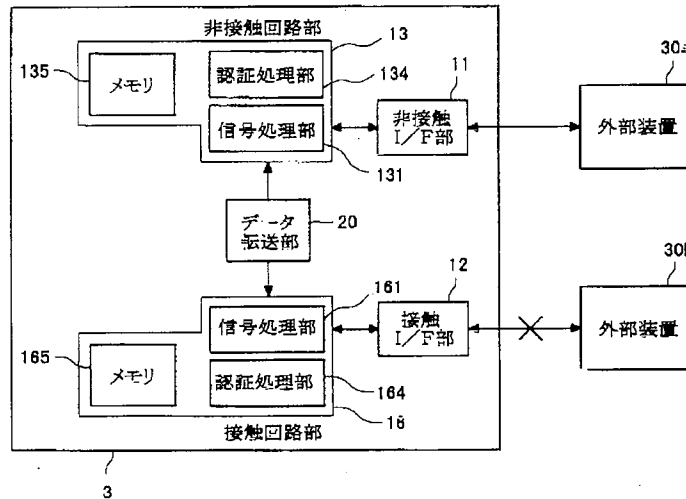 非接触回路部
13
135
メモリ
認証処理部
134
信号処理部
131
11
非接触
I/F部
30a
外部装置
データ
転送部
20
161
信号処理部
12
接触
I/F部
30b
外部装置
165
メモリ
認証処理部
164
16
接触回路部
3